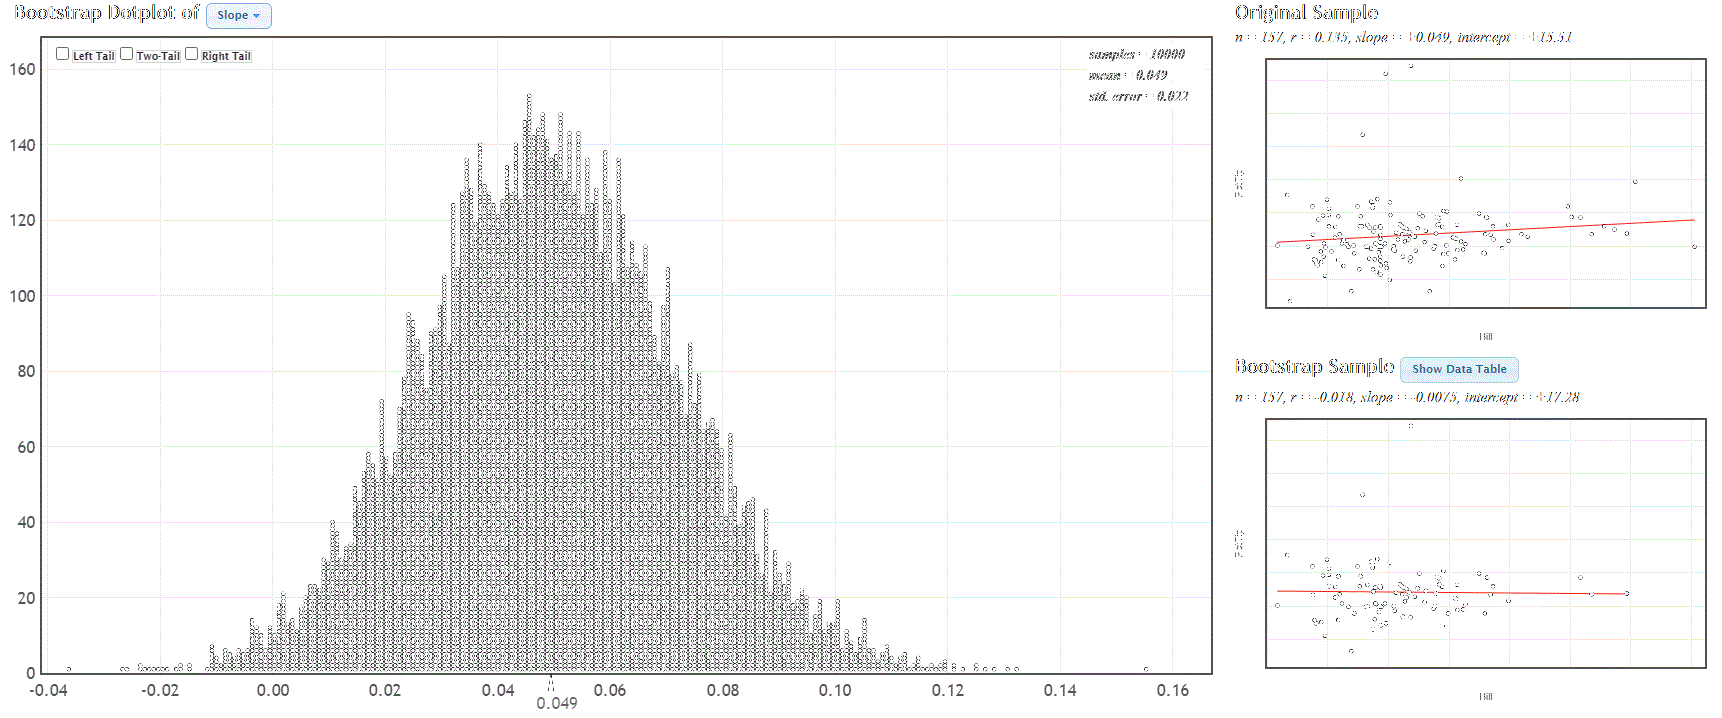 Bootstrap Dotplot of Slope
Left Tail Two-Tail Right Tail
samples = 10000
mean = 0.049
std. error = 0.022
160
140
120
100
80
60
40
20
0
-0.04 -0.02 0.00 0.02 0.04 0.06 0.08 0.10 0.12 0.14 0.16
0.049
Original Sample
n = 157, r = 0.135, slope = +0.049, intercept = +15.51
Bill
Bootstrap Sample Show Data Table
n = 157, r = -0.018, slope = -0.0075, intercept = +17.28
Bill